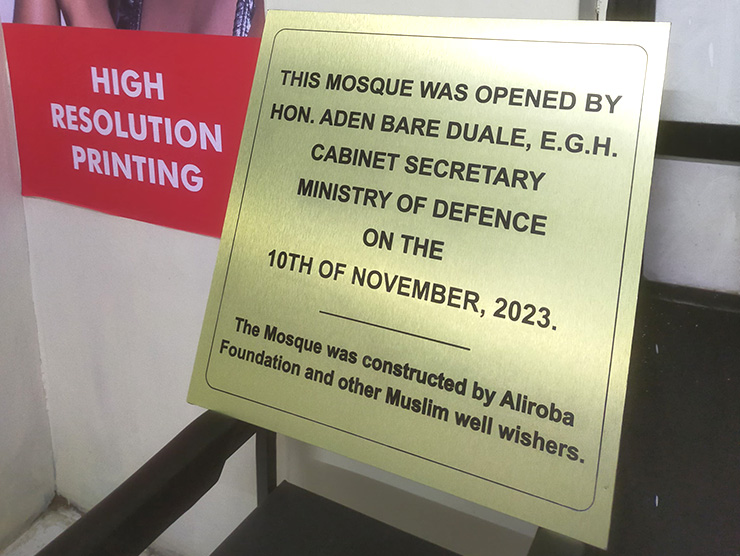 HIGH
RESOLUTION
PRINTING
THIS MOSQUE WAS OPENED BY
HON. ADEN BARE DUALE, E.G.H.
CABINET SECRETARY
MINISTRY OF DEFENCE
ON THE
10TH OF NOVEMBER, 2023.
The Mosque was constructed by Aliroba
Foundation and other Muslim well wishers.